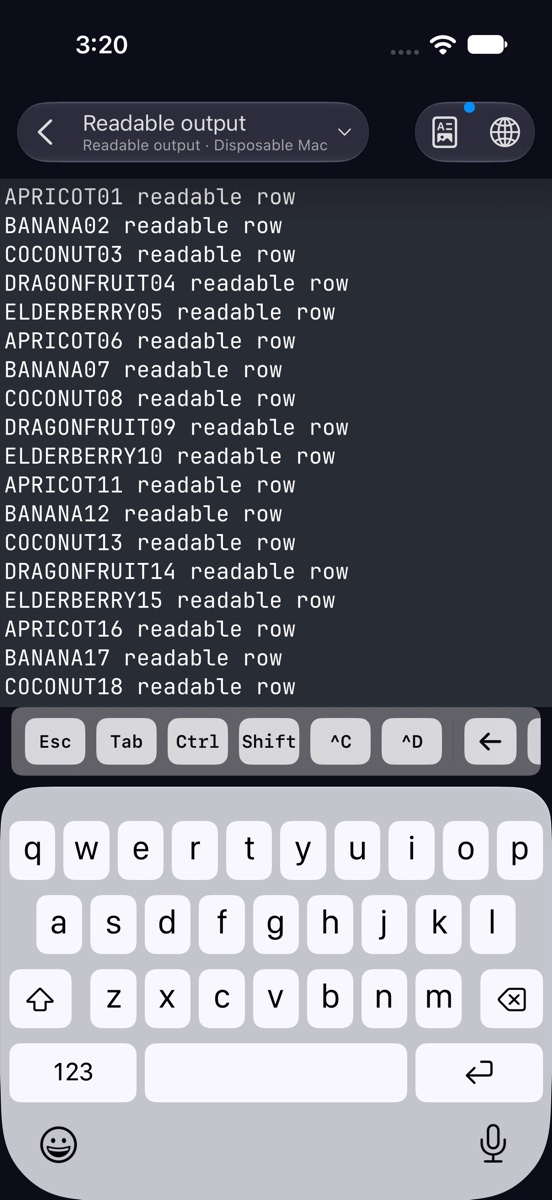 3:20
Readable output
Readable output · Disposable Mac
APRICOT01 readable row
BANANA02 readable row
COCONUT03 readable row
DRAGONFRUIT04 readable row
ELDERBERRY05 readable row
APRICOT06 readable row
BANANA07 readable row
COCONUT08 readable row
DRAGONFRUIT09 readable row
ELDERBERRY10 readable row
APRICOT11 readable row
BANANA12 readable row
COCONUT13 readable row
DRAGONFRUIT14 readable row
ELDERBERRY15 readable row
APRICOT16 readable row
BANANA17 readable row
COCONUT18 readable row
Esc Tab Ctrl Shift ^C ^D ←
q w e r t y u i o p
a s d f g h j k l
z x c v b n m
123